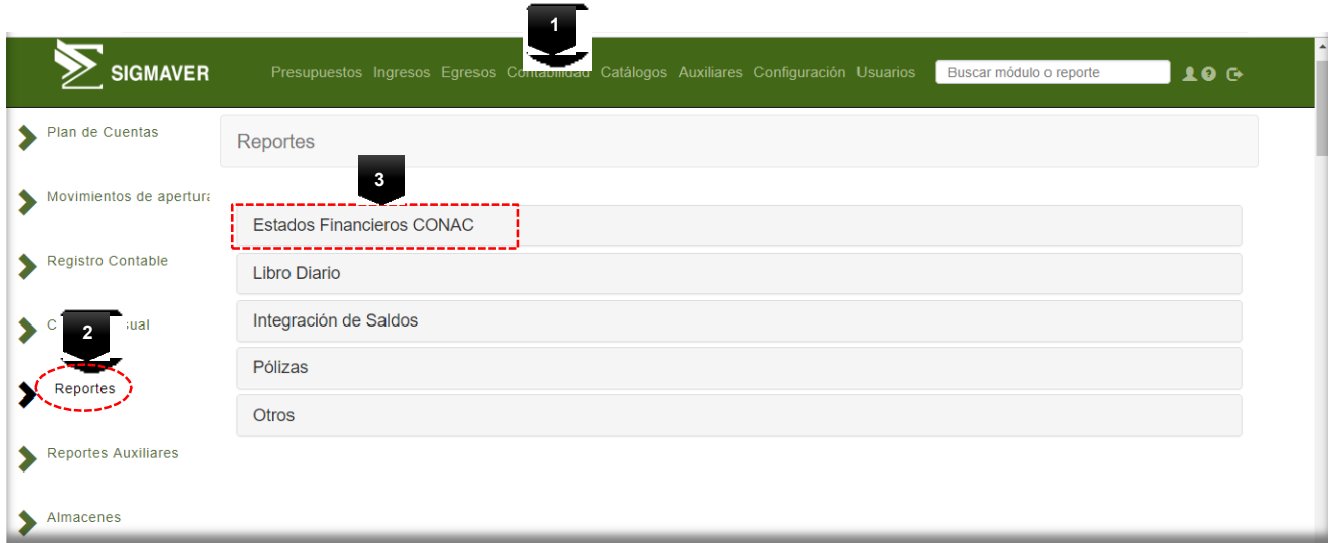 1
SIGMAVER
Presupuestos Ingresos Egresos Contabilidad Catálogos Auxiliares Configuración Usuarios
Buscar módulo o reporte
Plan de Cuentas
Reportes
3
Movimientos de apertura
Estados Financieros CONAC
Registro Contable
Libro Diario
2
Integración de Saldos
Pólizas
Reportes
Otros
Reportes Auxiliares
Almacenes